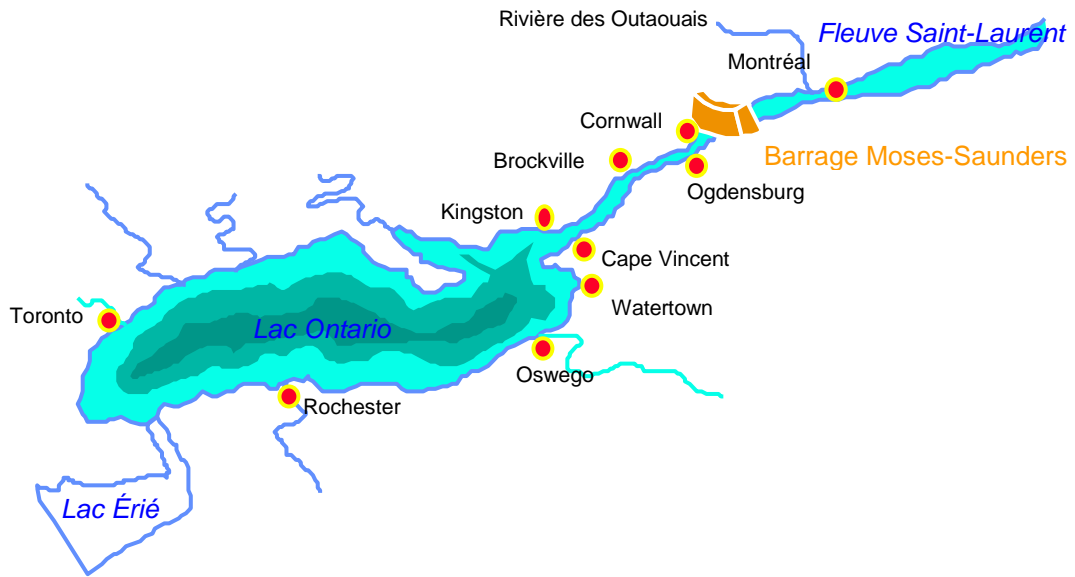 Rivière des Outaouais
Fleuve Saint-Laurent
Montréal
Cornwall
Barrage Moses-Saunders
Brockville
Ogdensburg
Kingston
Cape Vincent
Watertown
Toronto
Lac Ontario
Oswego
Rochester
Lac Érié